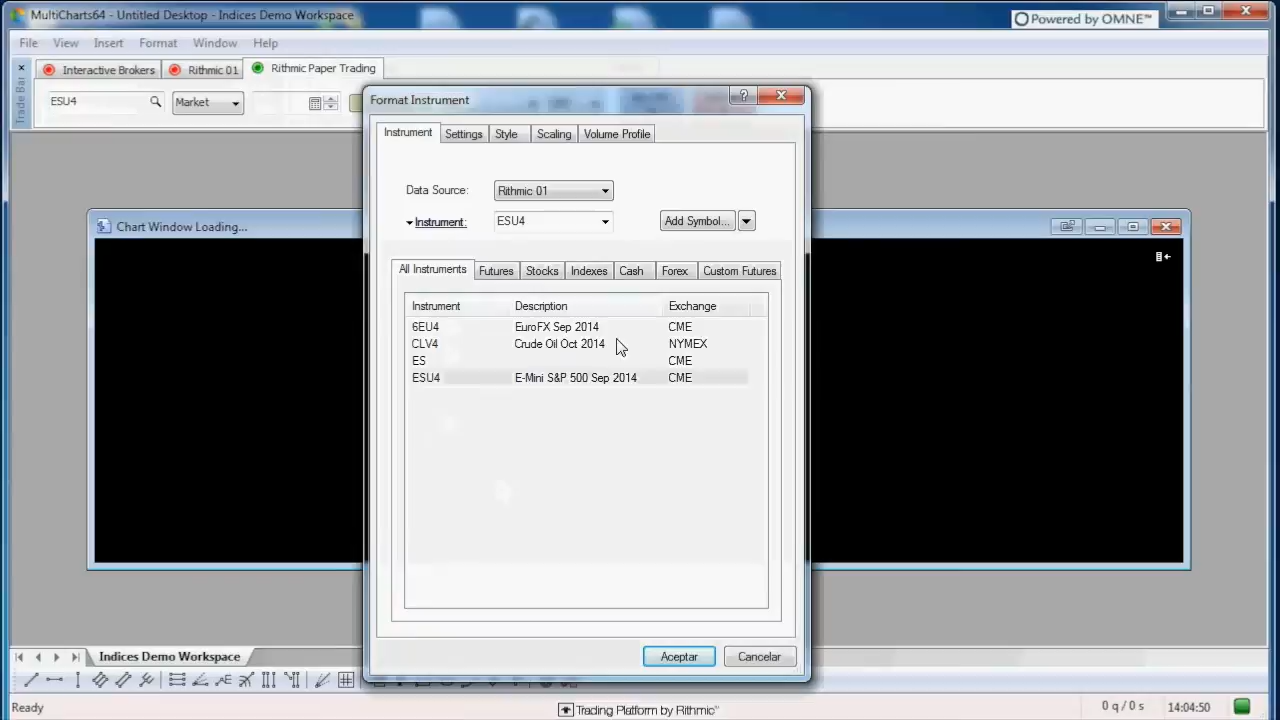 MultiCharts64 - Untitled Desktop - Indices Demo Workspace
Powered by OMNE™
File View Insert Format Window Help
Interactive Brokers Rithmic 01 Rithmic Paper Trading
Trade Bar
ESU4 Market
Format Instrument
Instrument Settings Style Scaling Volume Profile
Data Source: Rithmic 01
Instrument: ESU4 Add Symbol...
Chart Window Loading...
All Instruments Futures Stocks Indexes Cash Forex Custom Futures
Instrument Description Exchange
6EU4 EuroFX Sep 2014 CME
CLV4 Crude Oil Oct 2014 NYMEX
ES CME
ESU4 E-Mini S&P 500 Sep 2014 CME
Aceptar Cancelar
Indices Demo Workspace
Ready
Trading Platform by Rithmic™
0 q / 0 s 14:04:50